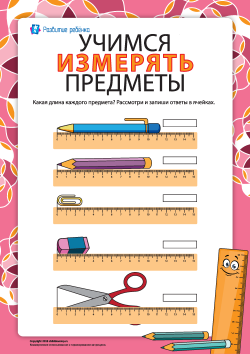 Развитие ребёнка
УЧИМСЯ
ИЗМЕРЯТЬ
ПРЕДМЕТЫ
Какая длина каждого предмета? Рассмотри и запиши ответы в ячейках.